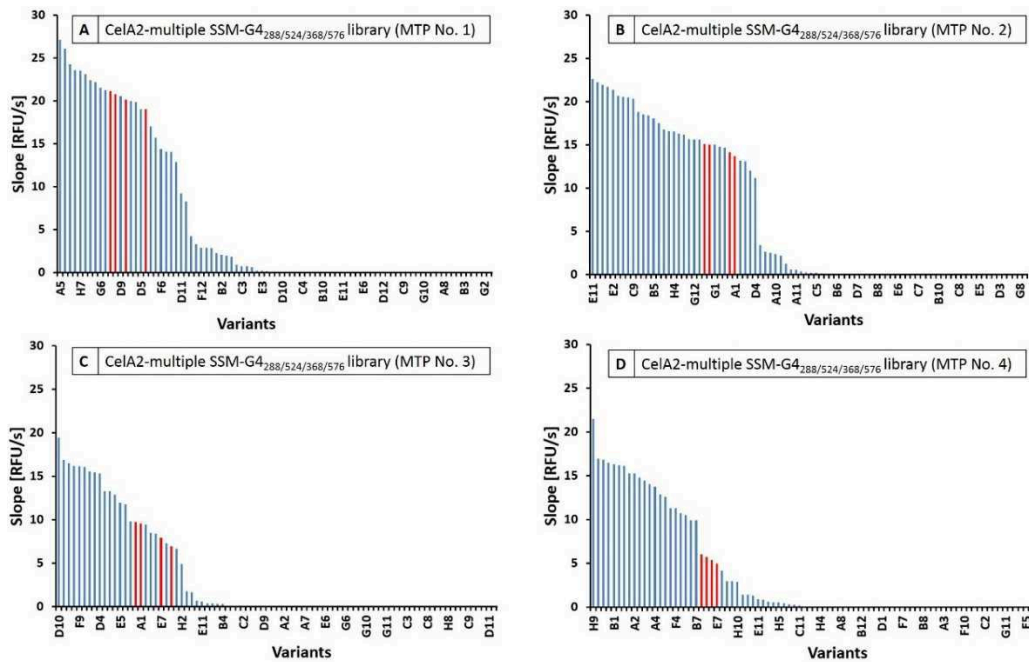 A CelA2-multiple SSM-G4288/524/368/576 library (MTP No. 1)
30
25
20
15
10
5
0
Slope [RFU/s]
A5 H7 G6 D9 D5 F6 D11 F12 B2 C3 E3 D10 C4 B10 E11 E6 D12 C9 G10 A8 B3 G2
Variants
B CelA2-multiple SSM-G4288/524/368/576 library (MTP No. 2)
30
25
20
15
10
5
0
Slope [RFU/s]
E11 E2 C9 B5 H4 G12 G1 A1 D4 A10 A11 C5 B6 D7 B8 E6 C7 B10 C8 E5 D3 G8
Variants
C CelA2-multiple SSM-G4288/524/368/576 library (MTP No. 3)
30
25
20
15
10
5
0
Slope [RFU/s]
D10 F9 D4 E5 A1 E7 H2 E11 B4 C2 D9 A2 A7 E6 G6 G10 G11 C3 C8 H8 C9 D11
Variants
D CelA2-multiple SSM-G4288/524/368/576 library (MTP No. 4)
30
25
20
15
10
5
0
Slope [RFU/s]
H9 B1 A2 A4 F4 B7 E7 H10 E11 H5 C11 H4 A8 B12 D1 F7 B8 A3 F10 C2 G11 F5
Variants